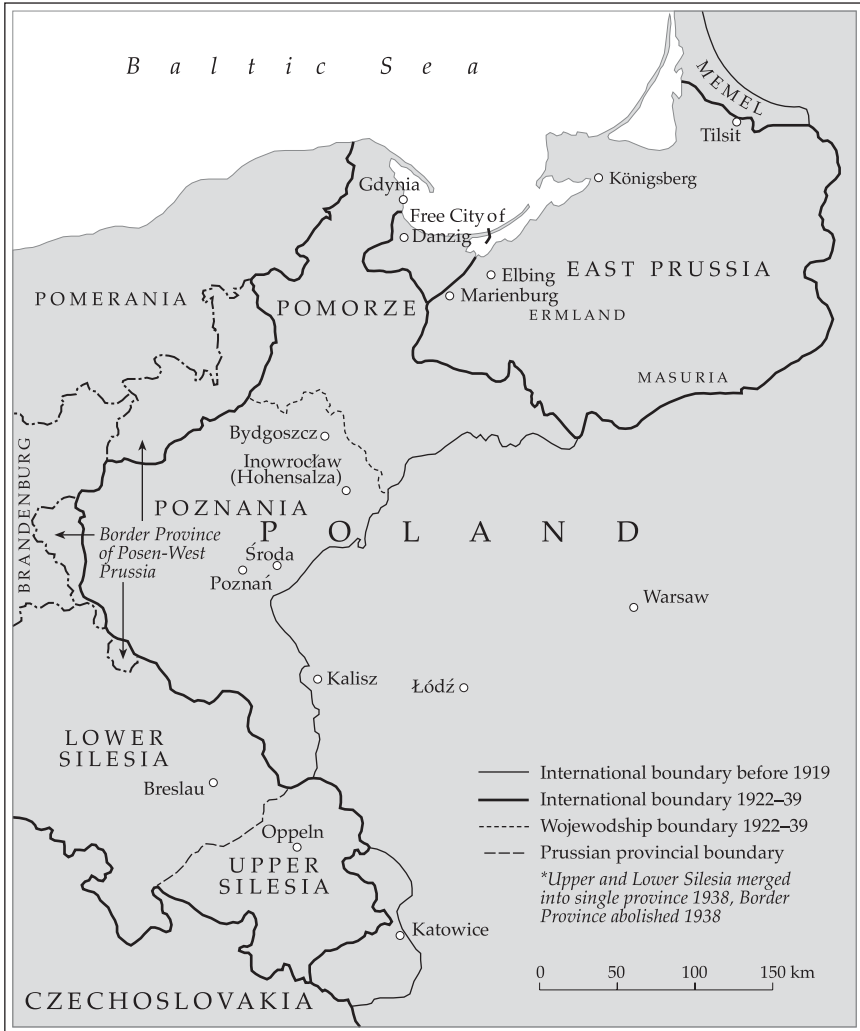 Baltic Sea
MEMEL
Tilsit
Gdynia
Königsberg
Free City of
Danzig
Elbing
EAST PRUSSIA
POMERANIA
POMORZE
Marienburg
ERMLAND
MASURIA
Bydgoszcz
Inowrocław
(Hohensalza)
BRANDENBURG
POZNANIA
POLAND
Border Province
of Posen-West
Prussia
Środa
Poznań
Warsaw
Kalisz
Łódź
LOWER
SILESIA
Breslau
Oppeln
UPPER
SILESIA
Katowice
CZECHOSLOVAKIA
International boundary before 1919
International boundary 1922–39
Wojewodship boundary 1922–39
Prussian provincial boundary
*Upper and Lower Silesia merged
into single province 1938, Border
Province abolished 1938
0 50 100 150 km